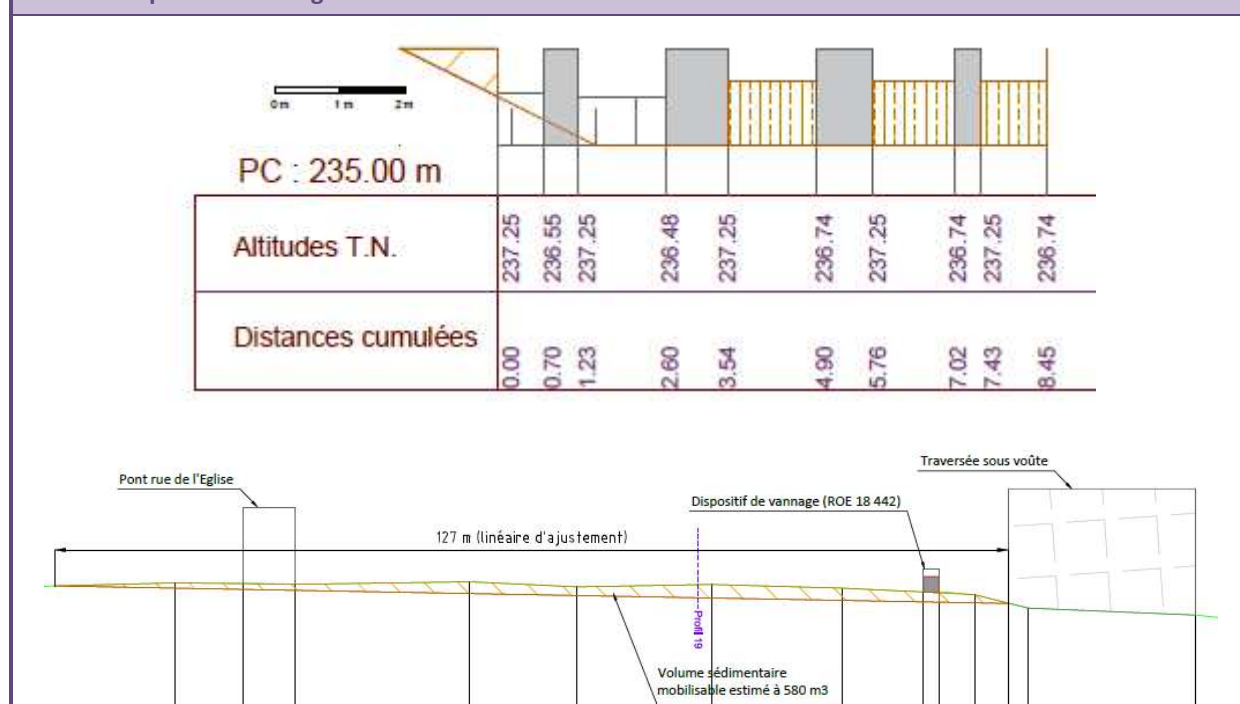 0m 1m 2m
PC : 235.00 m
Altitudes T.N. 237.25 236.55 237.25 236.48 237.25 236.74 237.25 236.74 237.25 236.74
Distances cumulées 0.00 0.70 1.23 2.60 3.54 4.90 5.76 7.02 7.43 8.45
Traversée sous voûte
Pont rue de l'Eglise
Dispositif de vannage (ROE 18 442)
127 m (linéaire d'ajustement)
Profil 19
Volume sédimentaire
mobilisable estimé à 580 m3